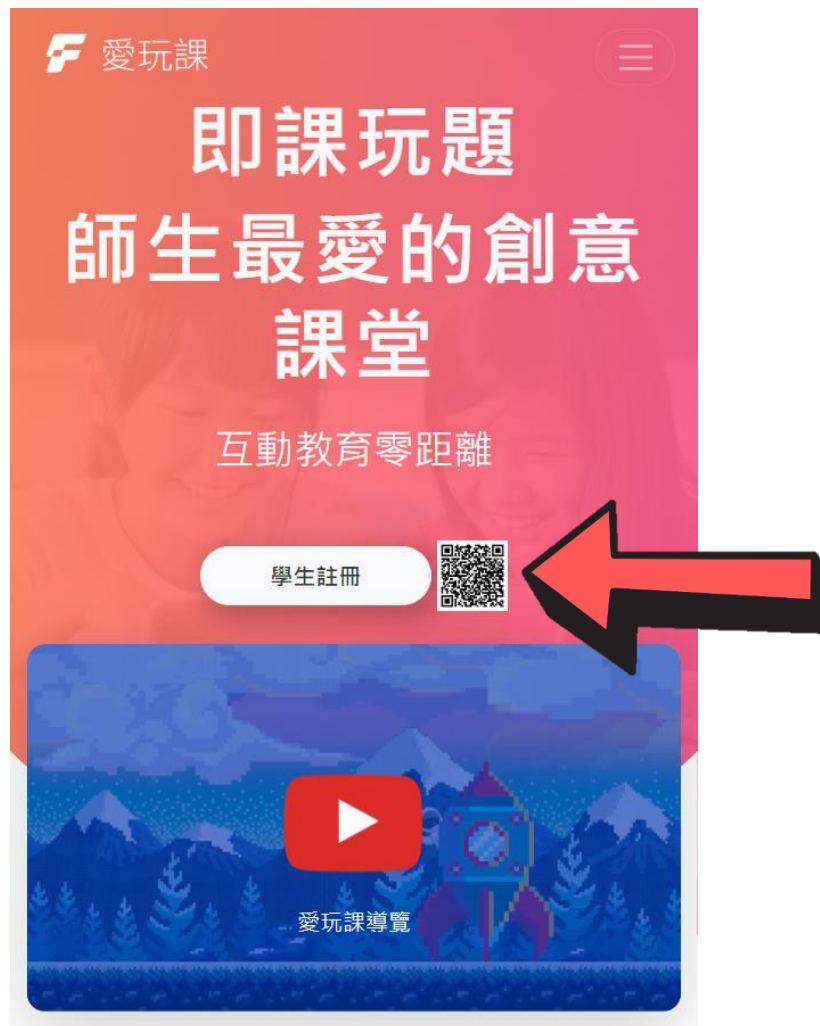 愛玩課
即課玩題
師生最愛的創意
課堂
互動教育零距離
學生註冊
愛玩課導覽